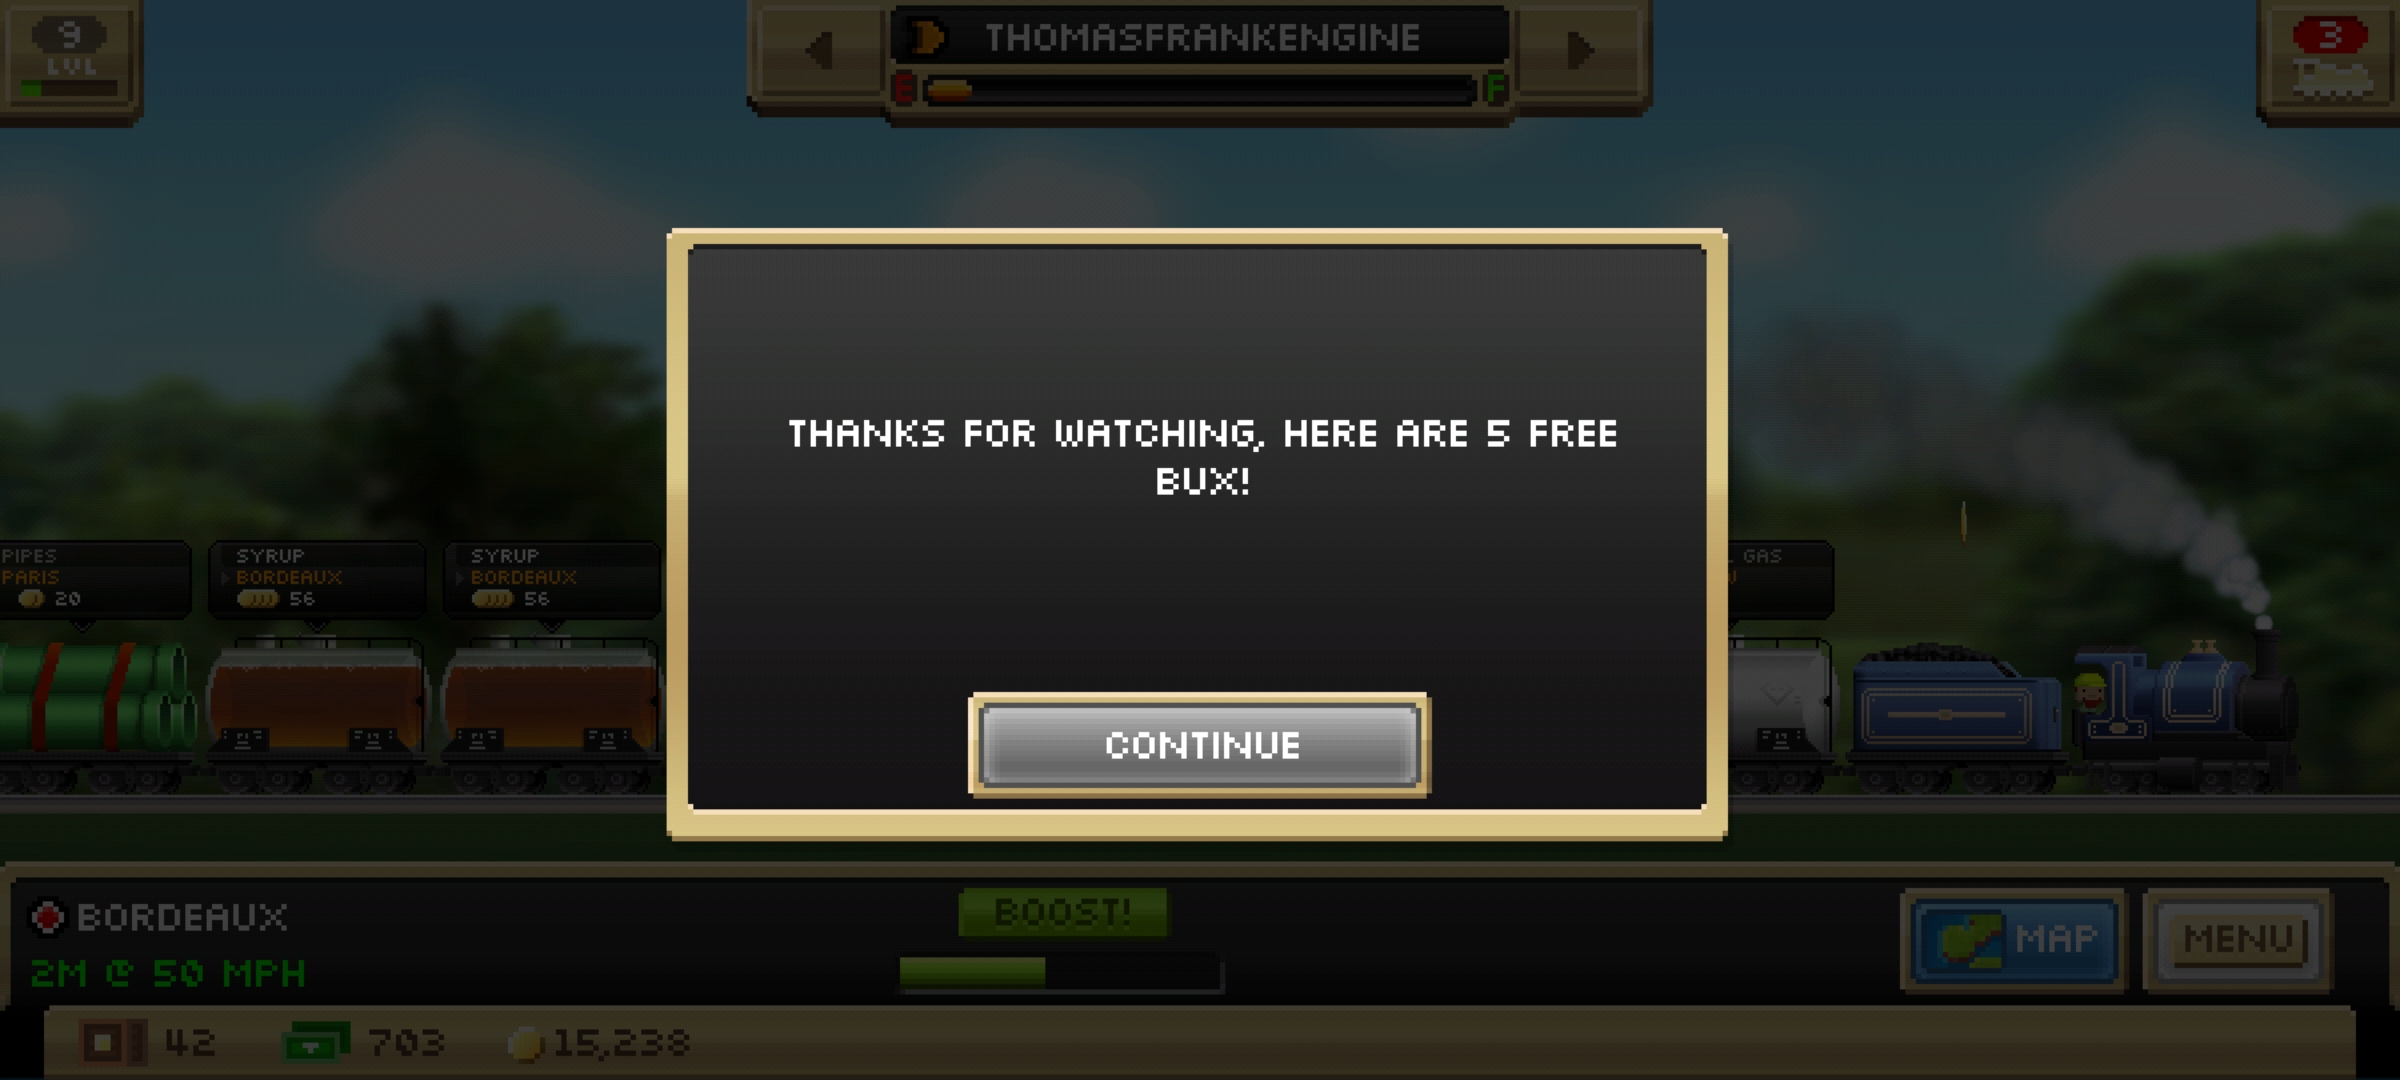 9
LVL
THOMASFRANKENGINE
E F
3
THANKS FOR WATCHING, HERE ARE 5 FREE
BUX!
CONTINUE
PIPES
PARIS
20
SYRUP
BORDEAUX
56
SYRUP
BORDEAUX
56
GAS
BORDEAUX
2M @ 50 MPH
BOOST!
MAP
MENU
42
703
15,238